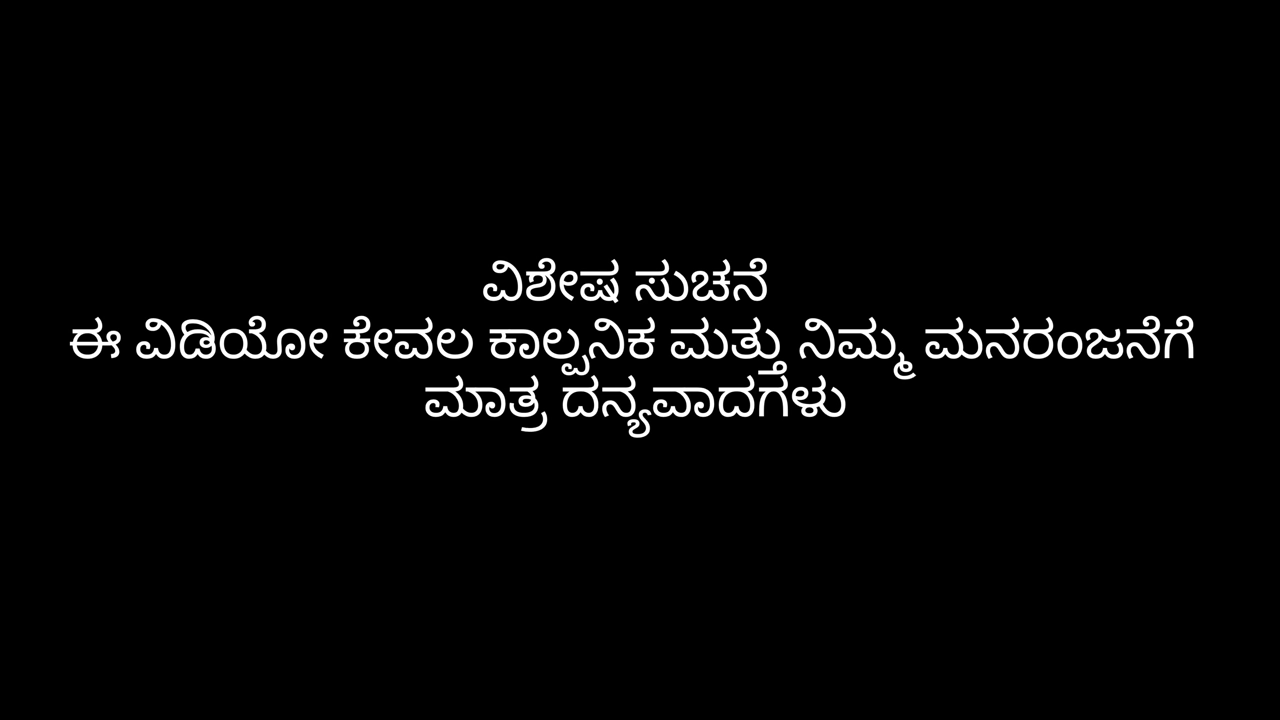 ವಿಶೇಷ ಸುಚನೆ
ಈ ವಿಡಿಯೋ ಕೇವಲ ಕಾಲ್ಪನಿಕ ಮತ್ತು ನಿಮ್ಮ ಮನರಂಜನೆಗೆ
ಮಾತ್ರ ದನ್ಯವಾದಗಳು